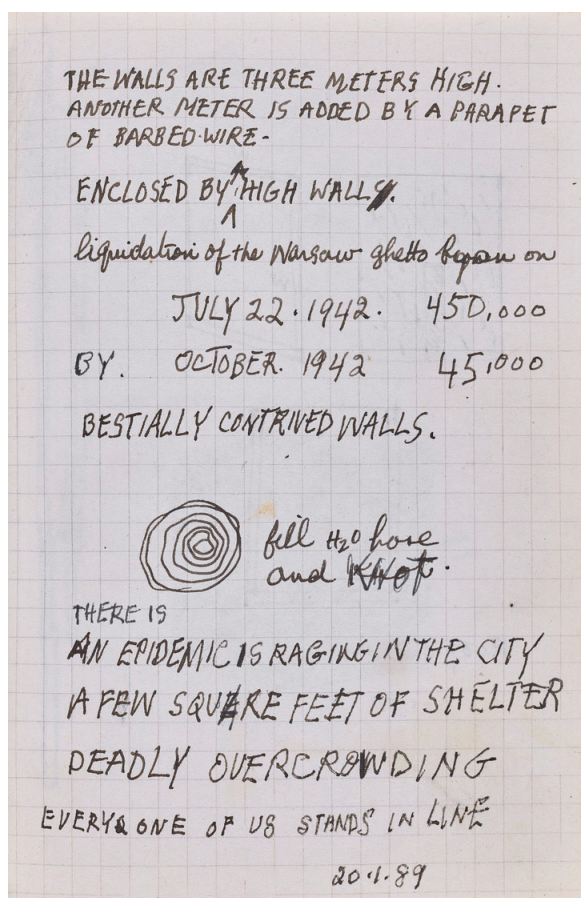 THE WALLS ARE THREE METERS HIGH.
ANOTHER METER IS ADDED BY A PARAPET
OF BARBED-WIRE-
ENCLOSED BY HIGH WALLS.
liquidation of the Warsaw ghetto began on
JULY 22.1942. 450,000
BY. OCTOBER. 1942 45,000
BESTIALLY CONTRIVED WALLS.
fill H2O hose
and KNOT.
THERE IS
AN EPIDEMIC IS RAGING IN THE CITY
A FEW SQUARE FEET OF SHELTER
DEADLY OVERCROWDING
EVERY ONE OF US STANDS IN LINE
20.1.89